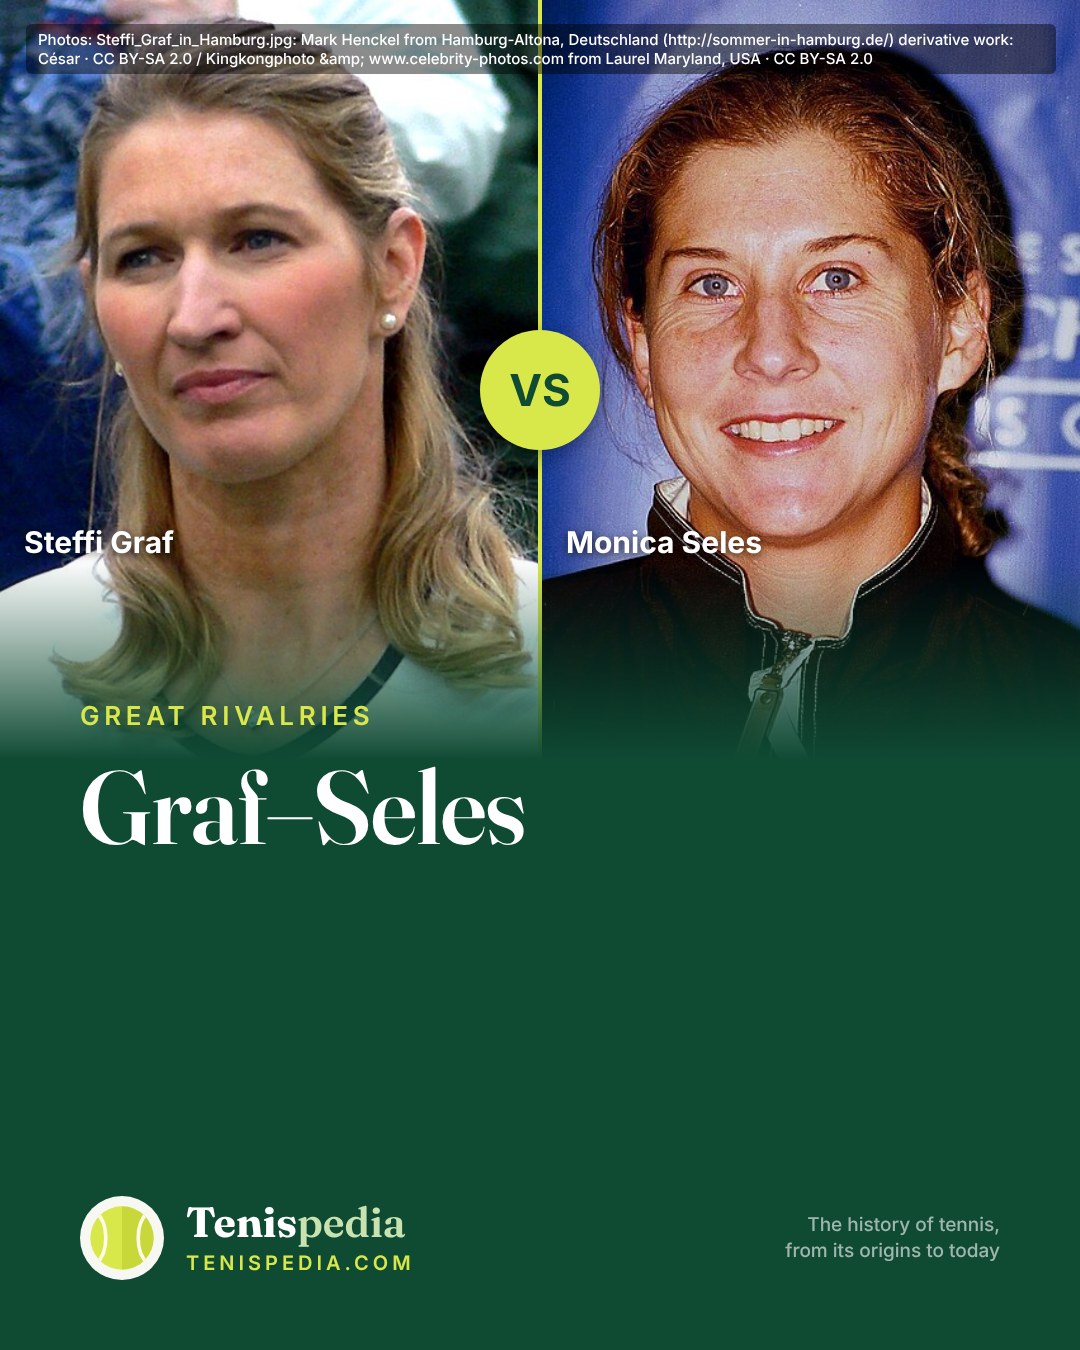 Photos: Steffi_Graf_in_Hamburg.jpg: Mark Henckel from Hamburg-Altona, Deutschland (http://sommer-in-hamburg.de/) derivative work:
César · CC BY-SA 2.0 / Kingkongphoto &amp; www.celebrity-photos.com from Laurel Maryland, USA · CC BY-SA 2.0
VS
Steffi Graf
Monica Seles
GREAT RIVALRIES
Graf–Seles
Tenispedia
TENISPEDIA.COM
The history of tennis,
from its origins to today